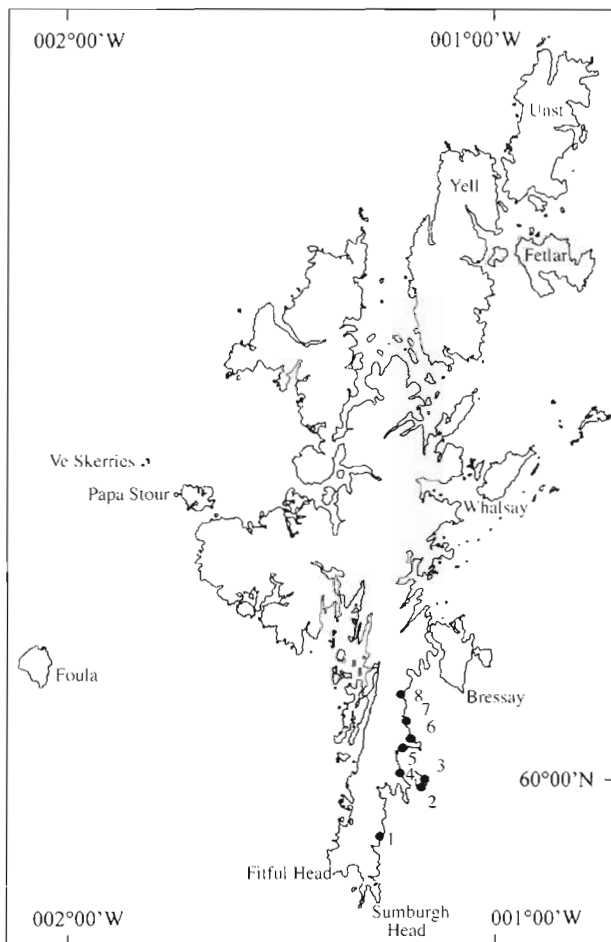 002°00'W
001°00'W
Unst
Yell
Fetlar
Ve Skerries
Papa Stour
Whalsay
Foula
Bressay
8
7
6
5
4
3
2
60°00'N
1
Fitful Head
Sumburgh
Head
002°00'W
001°00'W